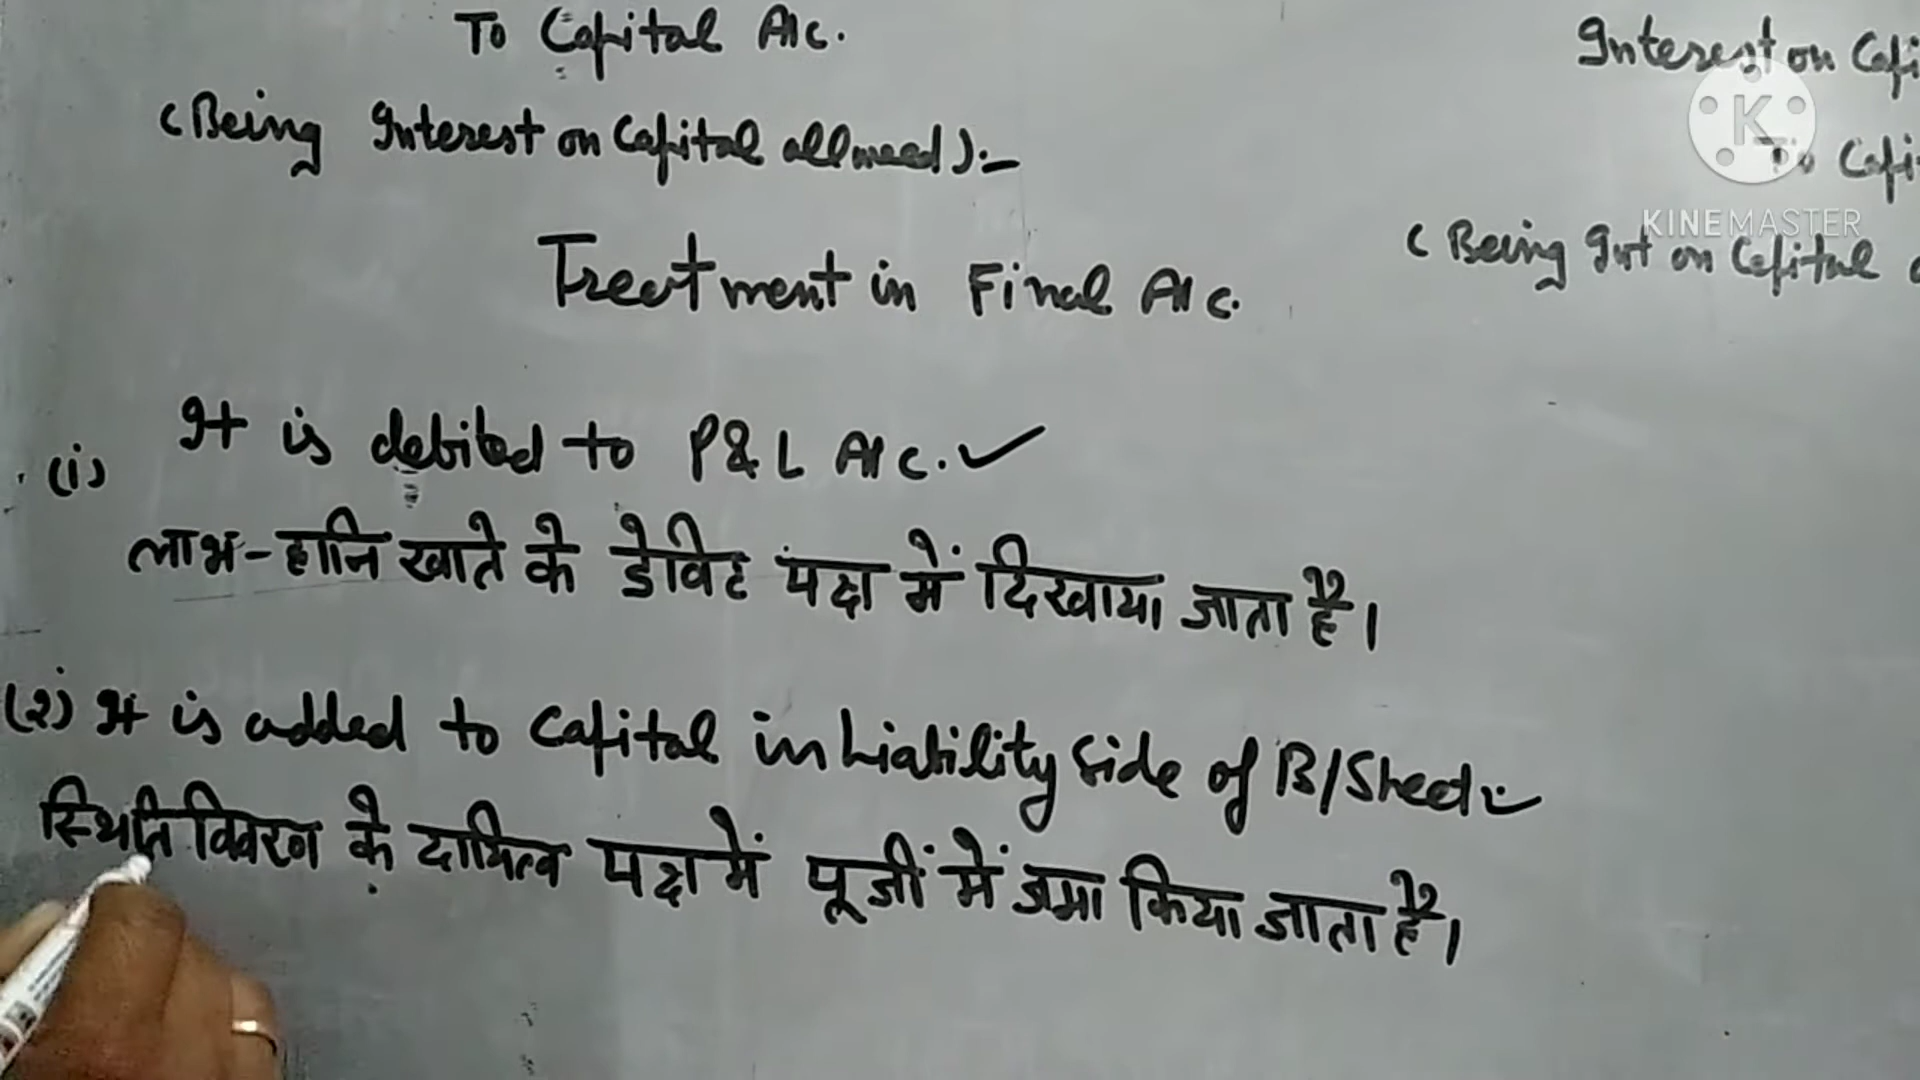 To Capital A/c.
(Being Interest on Capital allowed):-
Treatment in Final A/c.
(i) It is debited to P&L A/c. ✓
लाभ-हानि खाते के डेविट पक्ष में दिखाया जाता है।
(२) It is added to Capital in Liability Side of B/Sheet:-
स्थिति विवरण के दायित्व पक्ष में पूजीं में जमा किया जाता है।
Interest on Capi
To Capi
(Being Int on Capital a
K
KINEMASTER